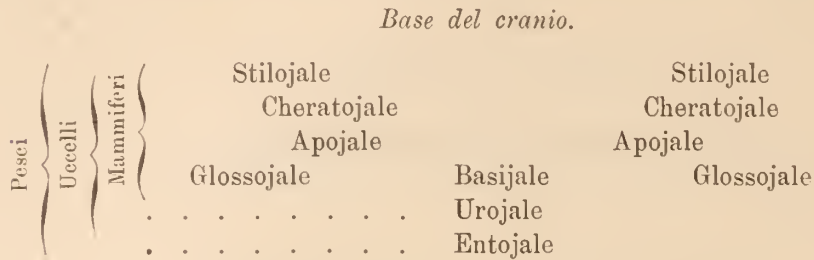 Base del cranio.
Pesci
Uccelli
Mammiferi
Stilojale Stilojale
Cheratojale Cheratojale
Apojale Apojale
Glossojale Basijale Glossojale
. . . . . . . . Urojale
. . . . . . . . Entojale